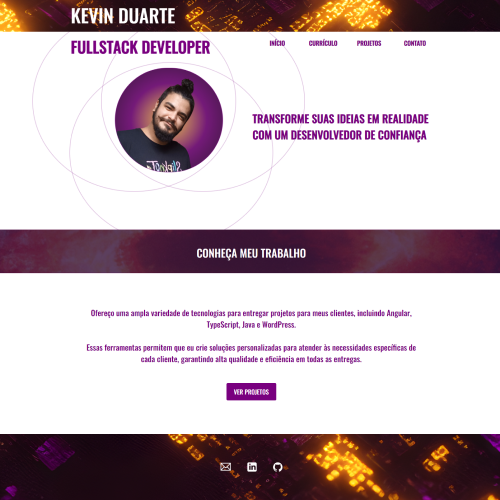 KEVIN DUARTE
FULLSTACK DEVELOPER
INÍCIO CURRÍCULO PROJETOS CONTATO
TRANSFORME SUAS IDEIAS EM REALIDADE
COM UM DESENVOLVEDOR DE CONFIANÇA
CONHEÇA MEU TRABALHO
Ofereço uma ampla variedade de tecnologias para entregar projetos para meus clientes, incluindo Angular,
TypeScript, Java e WordPress.
Essas ferramentas permitem que eu crie soluções personalizadas para atender às necessidades específicas de
cada cliente, garantindo alta qualidade e eficiência em todas as entregas.
VER PROJETOS